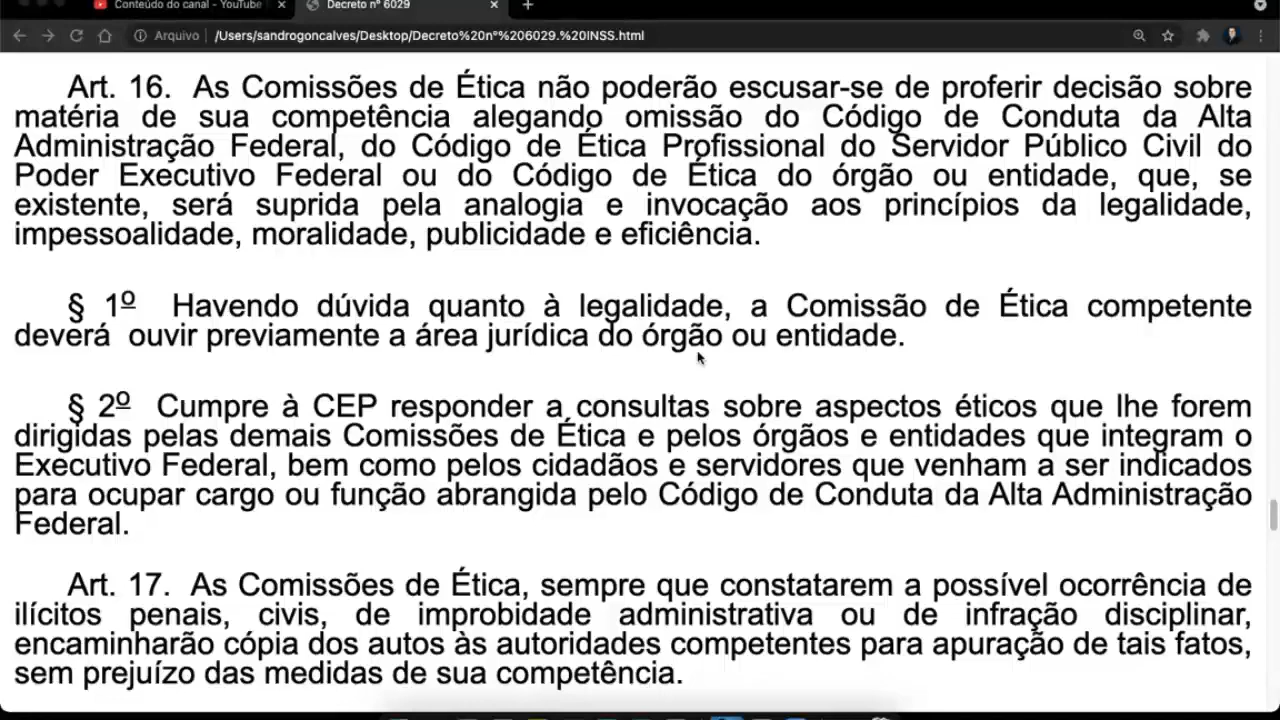 Conteúdo do canal - YouTube
Decreto nº 6029
Arquivo /Users/sandrogoncalves/Desktop/Decreto%20n°%206029.%20INSS.html
Art. 16. As Comissões de Ética não poderão escusar-se de proferir decisão sobre
matéria de sua competência alegando omissão do Código de Conduta da Alta
Administração Federal, do Código de Ética Profissional do Servidor Público Civil do
Poder Executivo Federal ou do Código de Ética do órgão ou entidade, que, se
existente, será suprida pela analogia e invocação aos princípios da legalidade,
impessoalidade, moralidade, publicidade e eficiência.
§ 1º Havendo dúvida quanto à legalidade, a Comissão de Ética competente
deverá ouvir previamente a área jurídica do órgão ou entidade.
§ 2º Cumpre à CEP responder a consultas sobre aspectos éticos que lhe forem
dirigidas pelas demais Comissões de Ética e pelos órgãos e entidades que integram o
Executivo Federal, bem como pelos cidadãos e servidores que venham a ser indicados
para ocupar cargo ou função abrangida pelo Código de Conduta da Alta Administração
Federal.
Art. 17. As Comissões de Ética, sempre que constatarem a possível ocorrência de
ilícitos penais, civis, de improbidade administrativa ou de infração disciplinar,
encaminharão cópia dos autos às autoridades competentes para apuração de tais fatos,
sem prejuízo das medidas de sua competência.